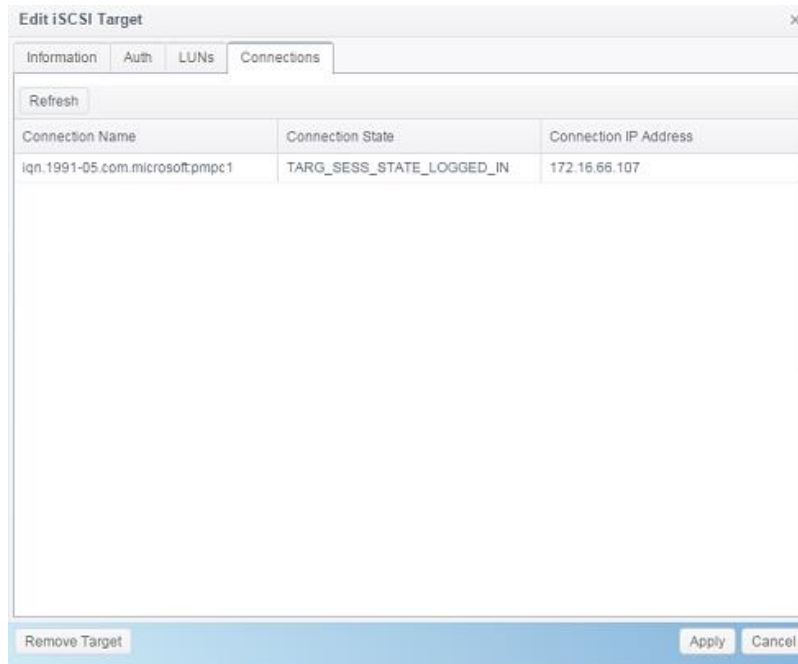 Edit iSCSI Target
Information Auth LUNs Connections
Refresh
Connection Name Connection State Connection IP Address
iqn.1991-05.com.microsoft:pmpc1 TARG_SESS_STATE_LOGGED_IN 172.16.66.107
Remove Target Apply Cancel